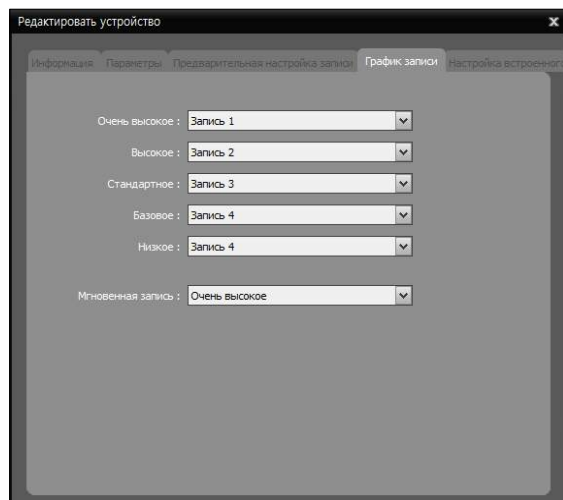 Редактировать устройство x
Информация Параметры Предварительная настройка записи График записи Настройка встроенного
Очень высокое : Запись 1
Высокое : Запись 2
Стандартное : Запись 3
Базовое : Запись 4
Низкое : Запись 4
Мгновенная запись : Очень высокое